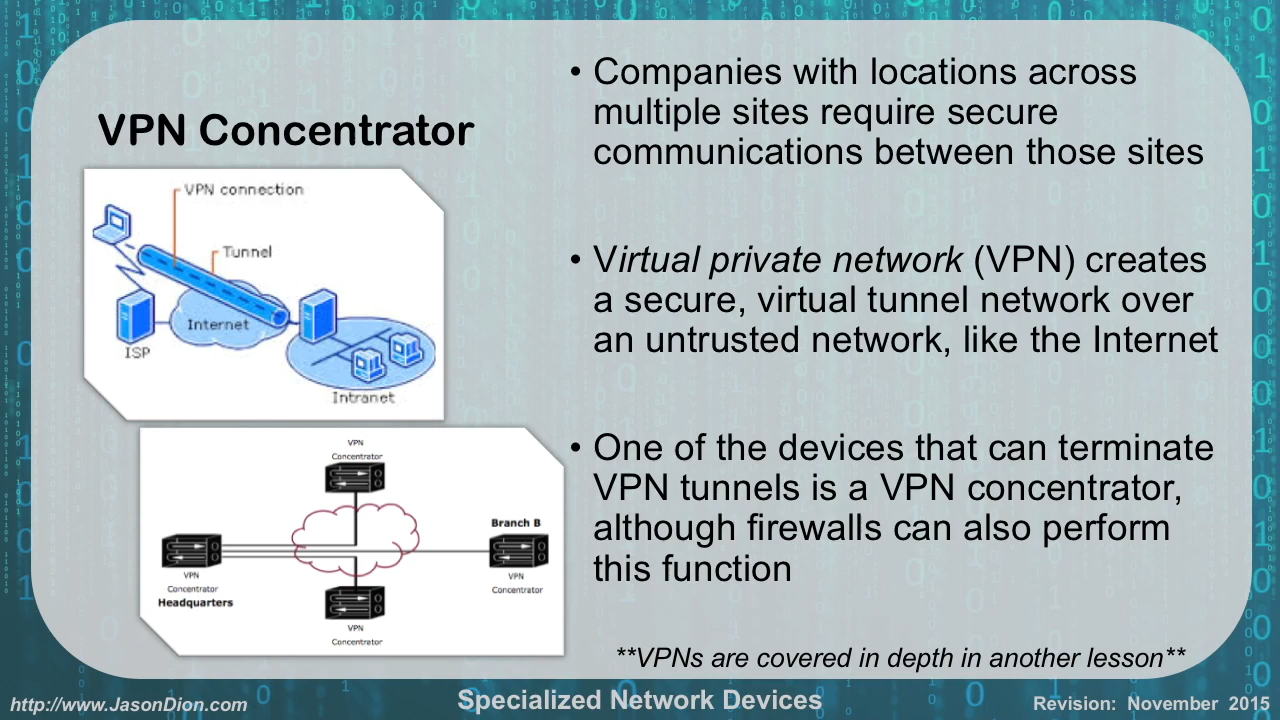 VPN Concentrator
VPN connection
Tunnel
Internet
ISP
Intranet
VPN
Concentrator
Branch B
VPN
Concentrator
Headquarters
VPN
Concentrator
VPN
Concentrator
• Companies with locations across
multiple sites require secure
communications between those sites
• Virtual private network (VPN) creates
a secure, virtual tunnel network over
an untrusted network, like the Internet
• One of the devices that can terminate
VPN tunnels is a VPN concentrator,
although firewalls can also perform
this function
**VPNs are covered in depth in another lesson**
http://www.JasonDion.com
Specialized Network Devices
Revision: November 2015